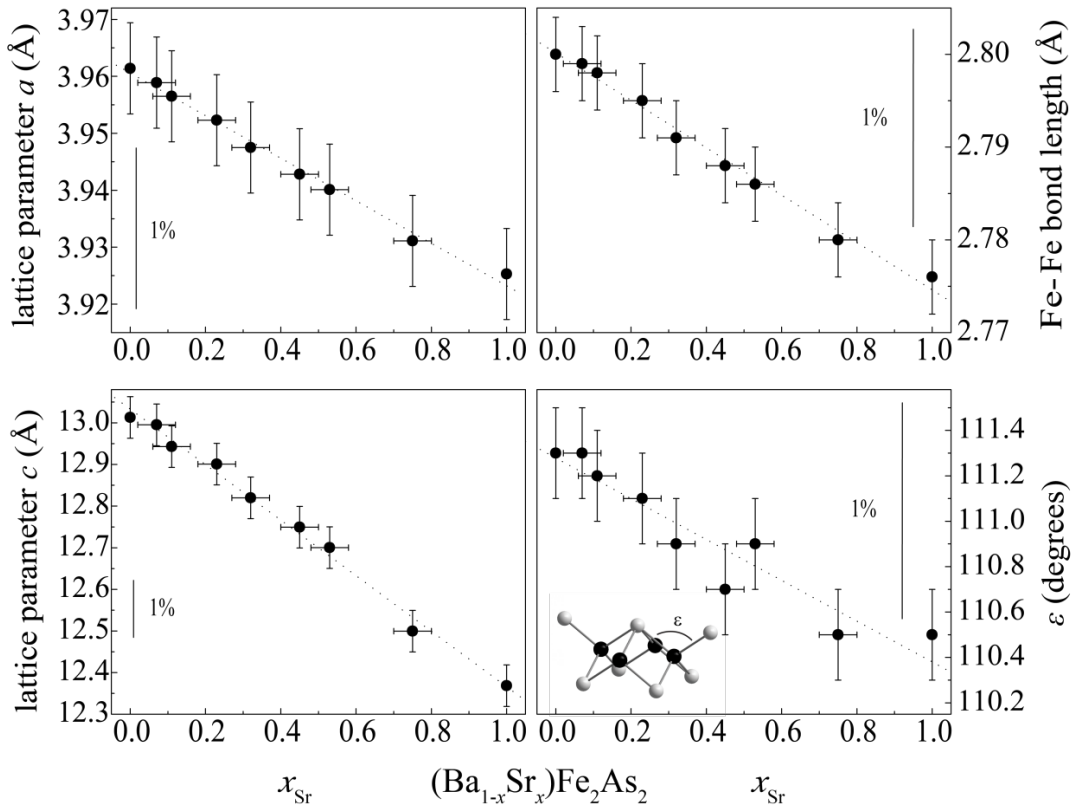 lattice parameter a (Å)
3.97
3.96
3.95
3.94
3.93
3.92
1%
0.0 0.2 0.4 0.6 0.8 1.0
Fe-Fe bond length (Å)
2.80
2.79
2.78
2.77
1%
0.0 0.2 0.4 0.6 0.8 1.0
lattice parameter c (Å)
13.0
12.9
12.8
12.7
12.6
12.5
12.4
12.3
1%
0.0 0.2 0.4 0.6 0.8 1.0
ε (degrees)
111.4
111.2
111.0
110.8
110.6
110.4
110.2
1%
ε
0.0 0.2 0.4 0.6 0.8 1.0
xSr (Ba1-xSrx)Fe2As2 xSr